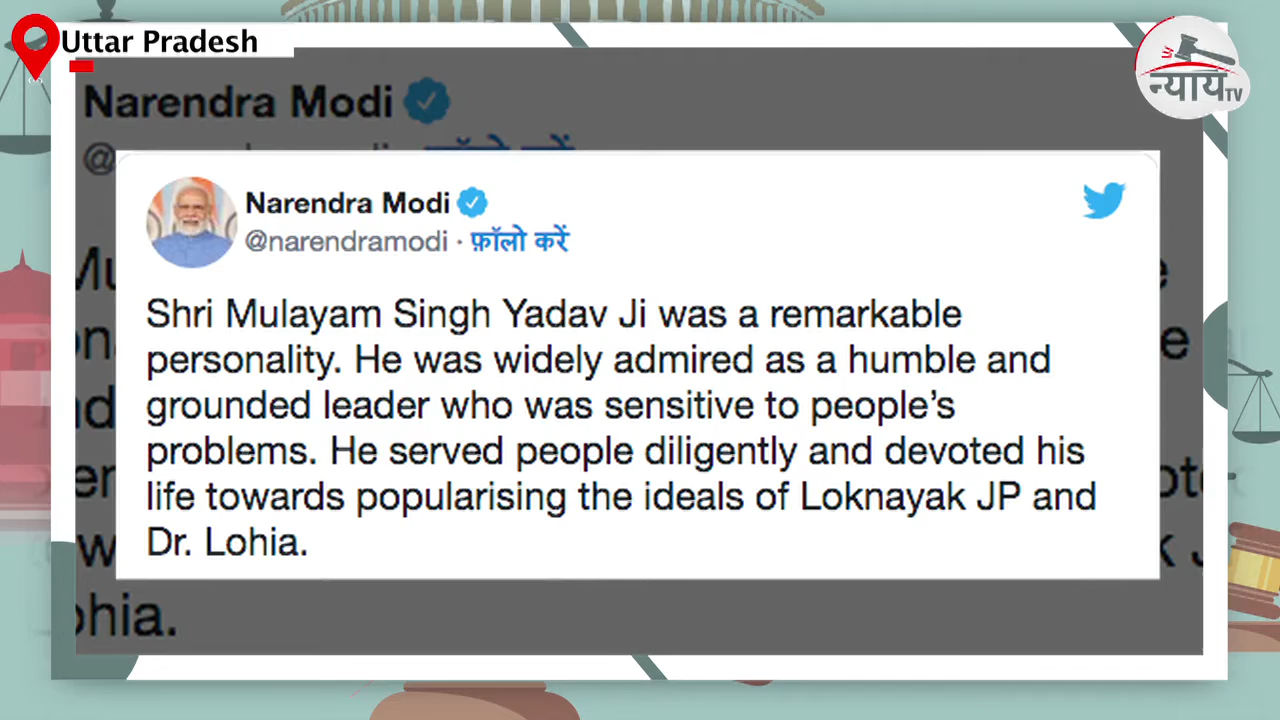 Uttar Pradesh
न्याय TV
Narendra Modi
Narendra Modi
@narendramodi · फ़ॉलो करें
Shri Mulayam Singh Yadav Ji was a remarkable
personality. He was widely admired as a humble and
grounded leader who was sensitive to people's
problems. He served people diligently and devoted his
life towards popularising the ideals of Loknayak JP and
Dr. Lohia.